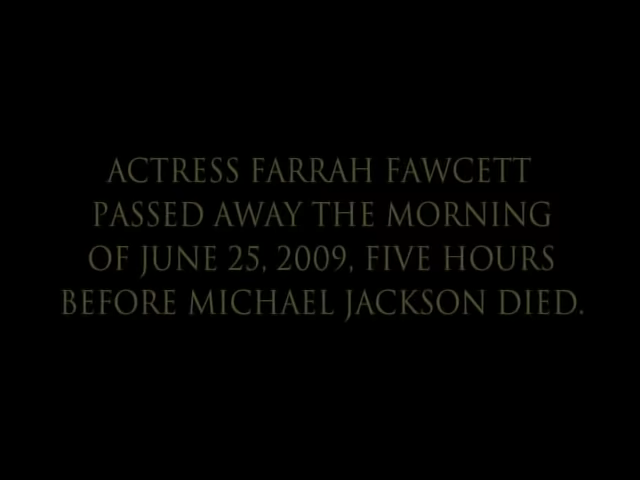 ACTRESS FARRAH FAWCETT
PASSED AWAY THE MORNING
OF JUNE 25, 2009, FIVE HOURS
BEFORE MICHAEL JACKSON DIED.